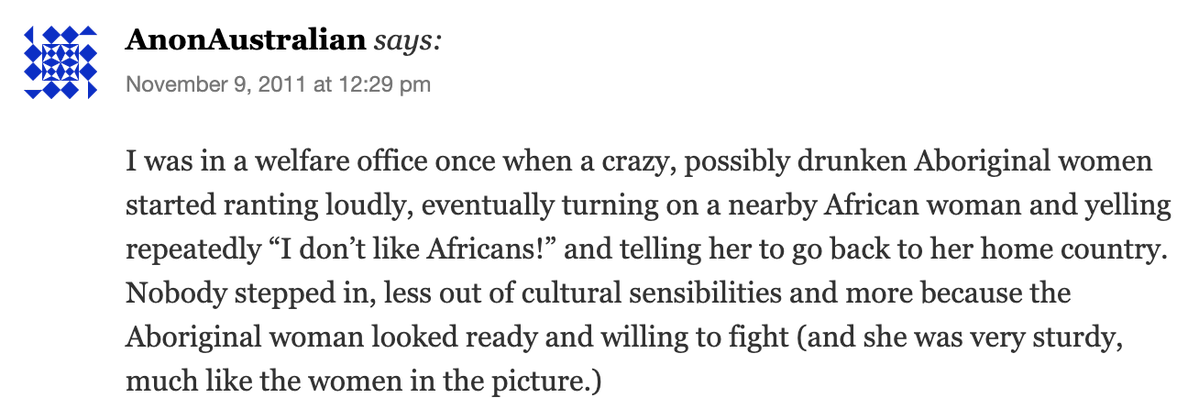 AnonAustralian says:
November 9, 2011 at 12:29 pm
I was in a welfare office once when a crazy, possibly drunken Aboriginal women
started ranting loudly, eventually turning on a nearby African woman and yelling
repeatedly “I don’t like Africans!” and telling her to go back to her home country.
Nobody stepped in, less out of cultural sensibilities and more because the
Aboriginal woman looked ready and willing to fight (and she was very sturdy,
much like the women in the picture.)